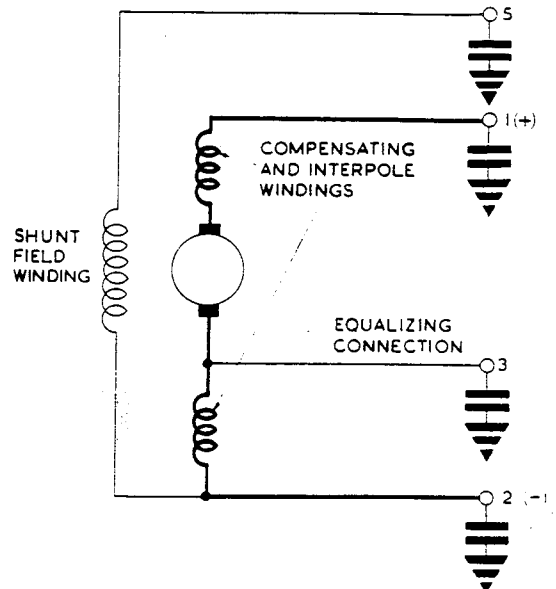 5
1(+)
COMPENSATING
AND INTERPOLE
WINDINGS
SHUNT
FIELD
WINDING
EQUALIZING
CONNECTION
3
2 (-)